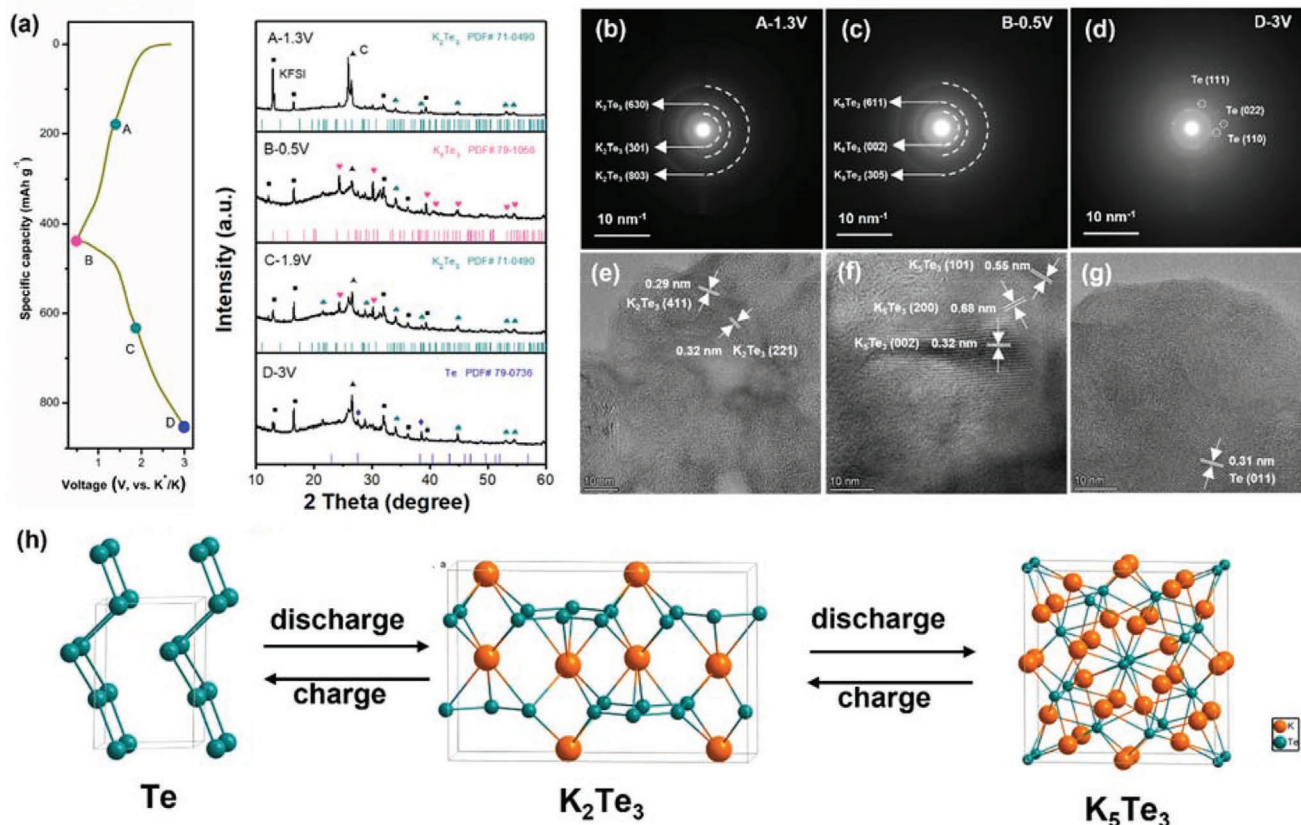 (a)
0
200
400
600
800
Specific capacity (mAh g⁻¹)
A
B
C
D
1 2 3
Voltage (V, vs. K⁺/K)
Intensity (a.u.)
A-1.3V
C
K₂Te₃ PDF# 71-0490
KFSI
B-0.5V
K₅Te₃ PDF# 79-1056
C-1.9V
K₂Te₃ PDF# 71-0490
D-3V
Te PDF# 79-0736
10 20 30 40 50 60
2 Theta (degree)
(b) A-1.3V
K₂Te₃ (630)
K₂Te₃ (301)
K₂Te₃ (803)
10 nm⁻¹
(c) B-0.5V
K₅Te₃ (611)
K₅Te₃ (002)
K₅Te₃ (305)
10 nm⁻¹
(d) D-3V
Te (111)
Te (022)
Te (110)
10 nm⁻¹
(e)
0.29 nm
K₂Te₃ (411)
0.32 nm K₂Te₃ (221)
10 nm
(f)
K₅Te₃ (101) 0.55 nm
K₅Te₃ (200) 0.68 nm
K₅Te₃ (002) 0.32 nm
10 nm
(g)
0.31 nm
Te (011)
10 nm
(h)
a
discharge
charge
discharge
charge
K
Te
Te
K₂Te₃
K₅Te₃